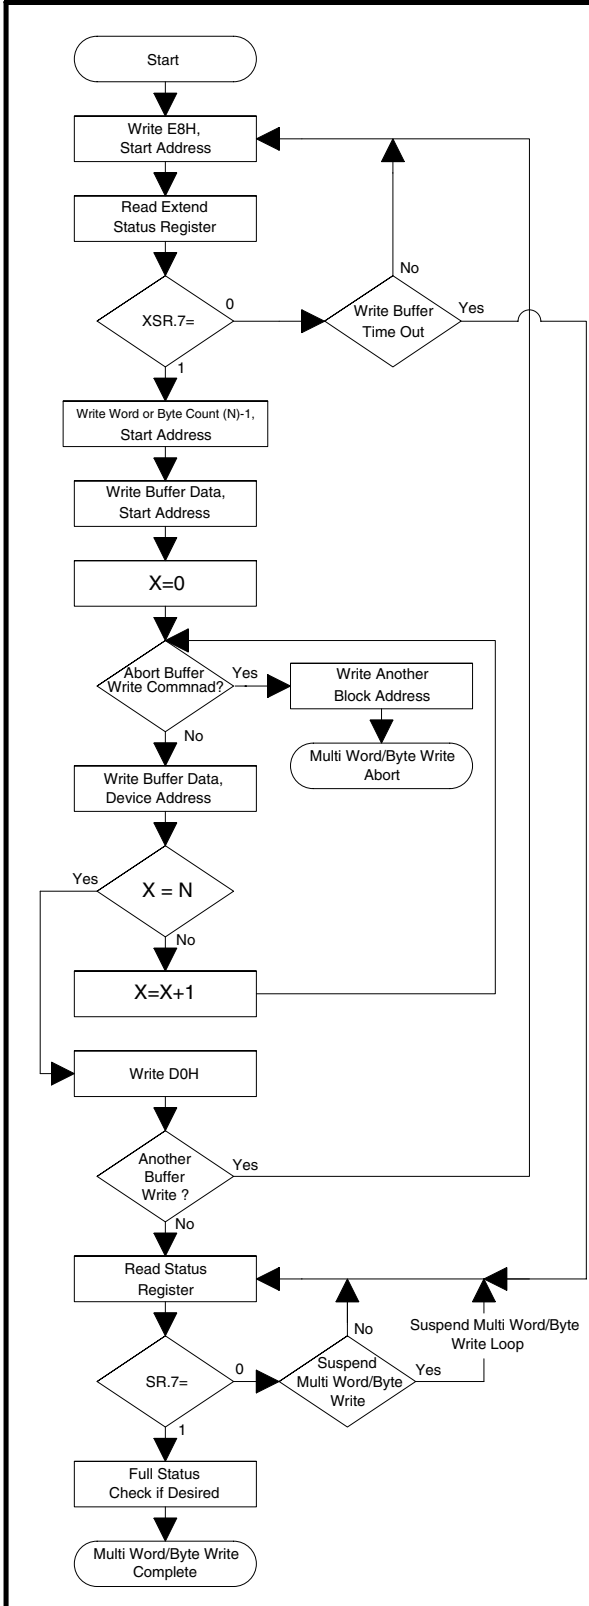 Start
Write E8H,
Start Address
Read Extend
Status Register
No
XSR.7=
0
Write Buffer
Time Out
Yes
1
Write Word or Byte Count (N)-1,
Start Address
Write Buffer Data,
Start Address
X=0
Abort Buffer
Write Commnad?
Yes
Write Another
Block Address
No
Multi Word/Byte Write
Abort
Write Buffer Data,
Device Address
Yes
X = N
No
X=X+1
Write D0H
Another
Buffer
Write ?
Yes
No
Read Status
Register
No
Suspend Multi Word/Byte
Write Loop
SR.7=
0
Suspend
Multi Word/Byte
Write
Yes
1
Full Status
Check if Desired
Multi Word/Byte Write
Complete